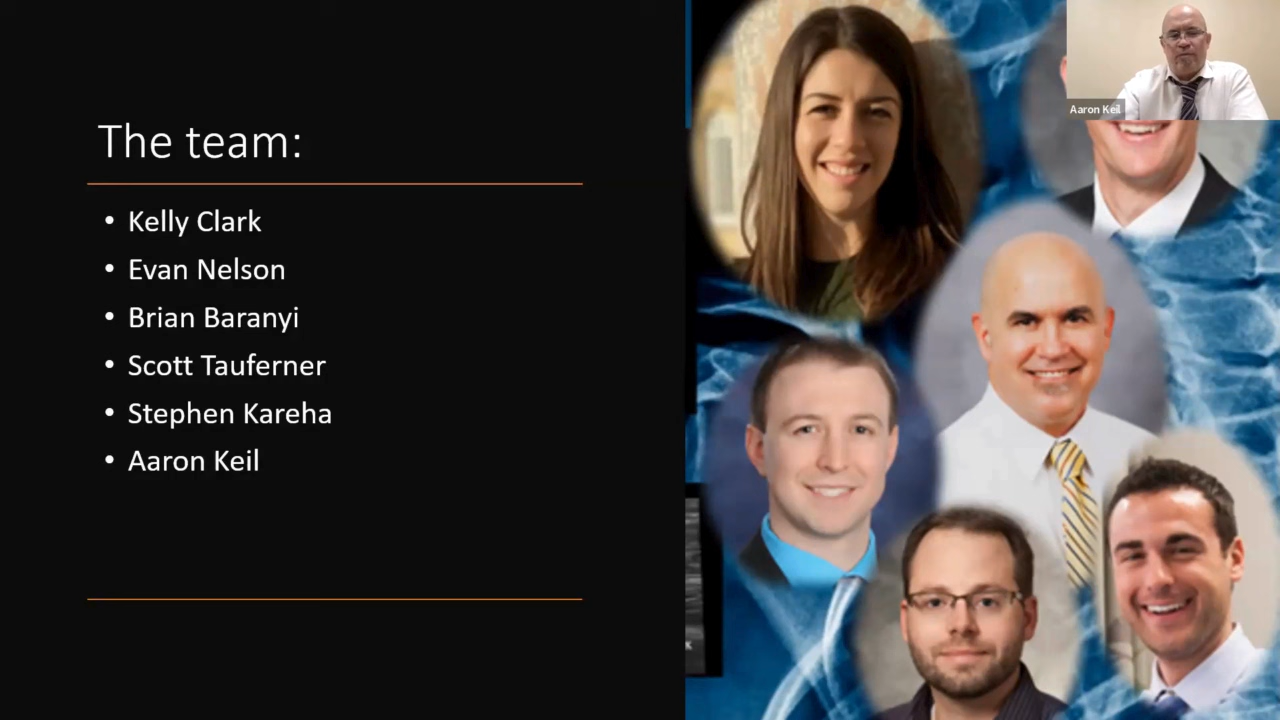 The team:
• Kelly Clark
• Evan Nelson
• Brian Baranyi
• Scott Tauferner
• Stephen Kareha
• Aaron Keil
Aaron Keil
K